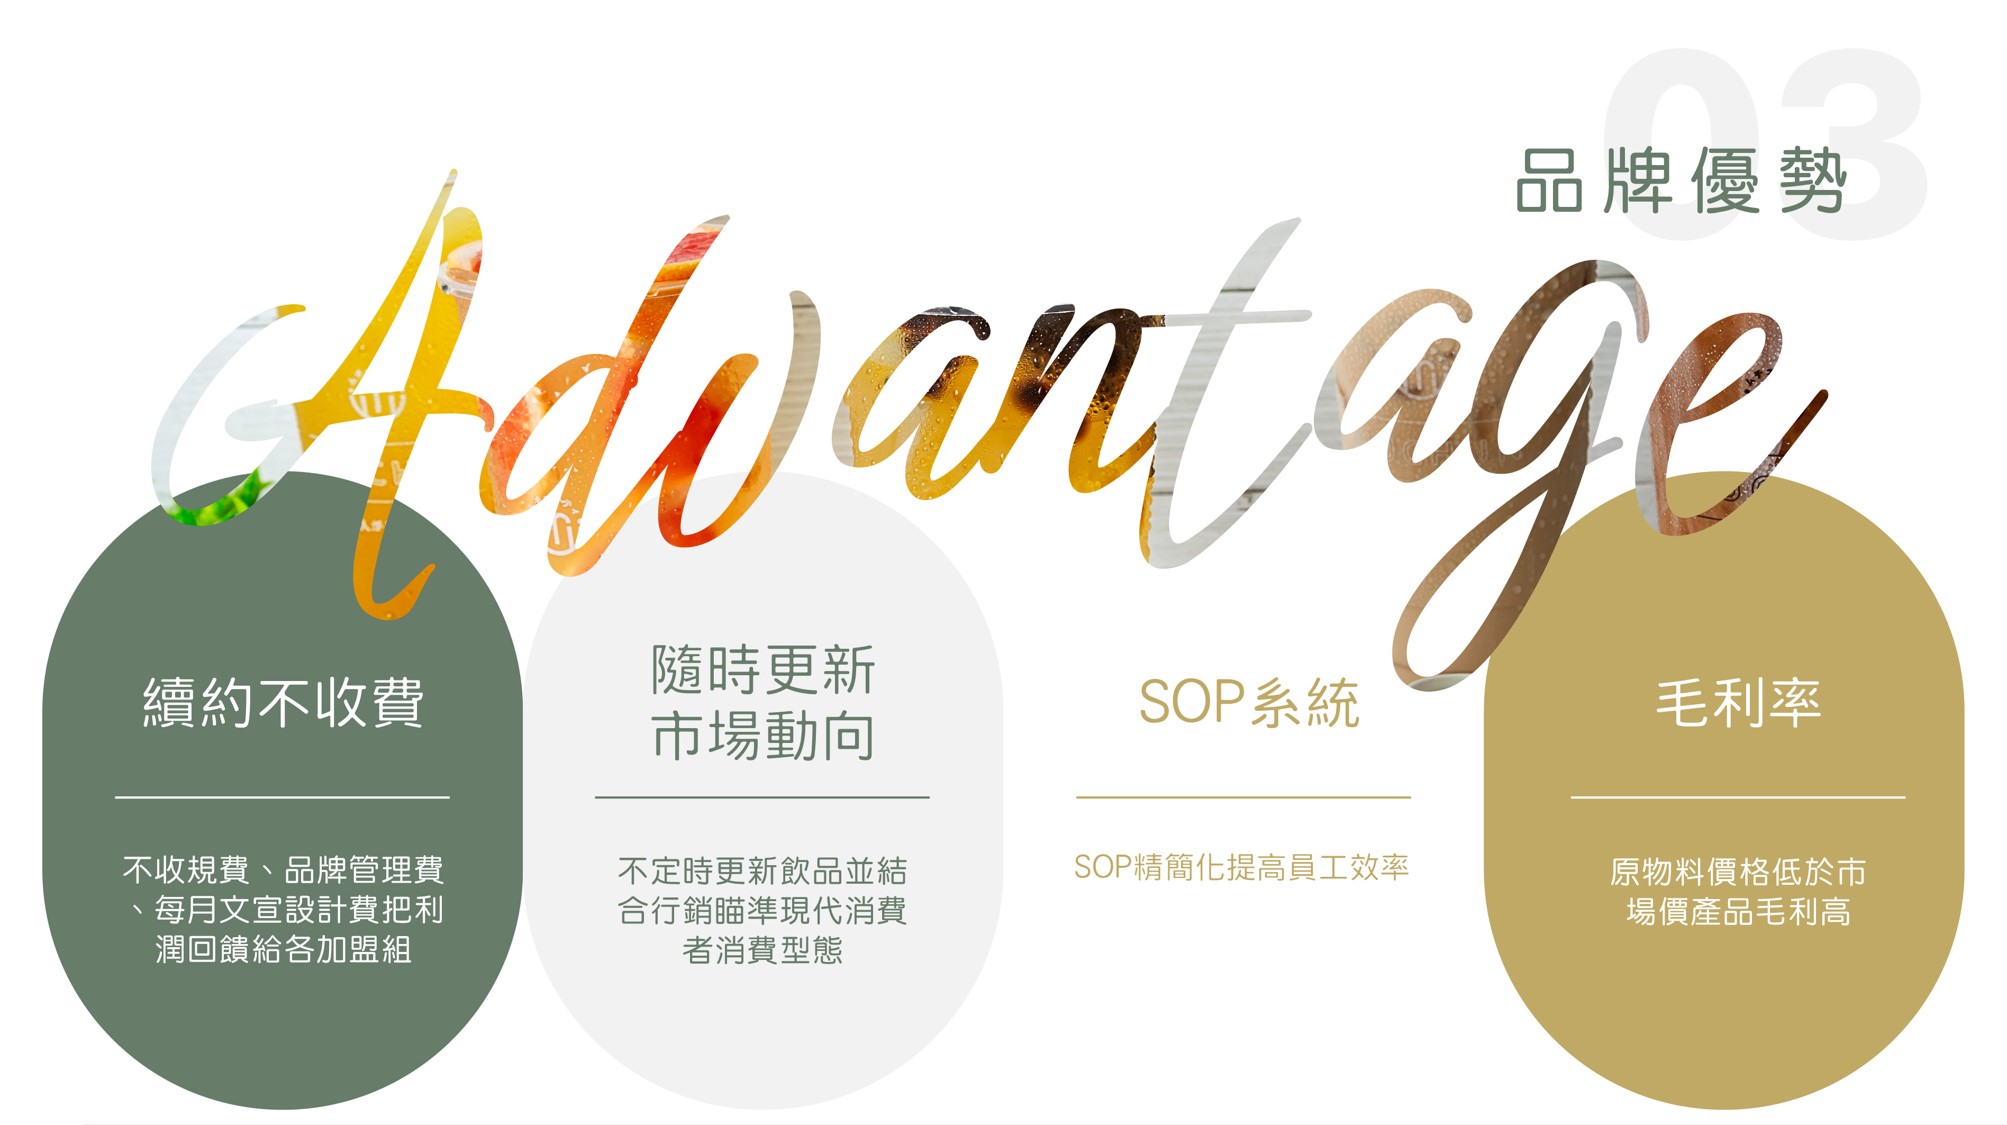 03
品牌優勢
Advantage
續約不收費
不收規費、品牌管理費
、每月文宣設計費把利
潤回饋給各加盟組
隨時更新
市場動向
不定時更新飲品並結
合行銷瞄準現代消費
者消費型態
SOP系統
SOP精簡化提高員工效率
毛利率
原物料價格低於市
場價產品毛利高